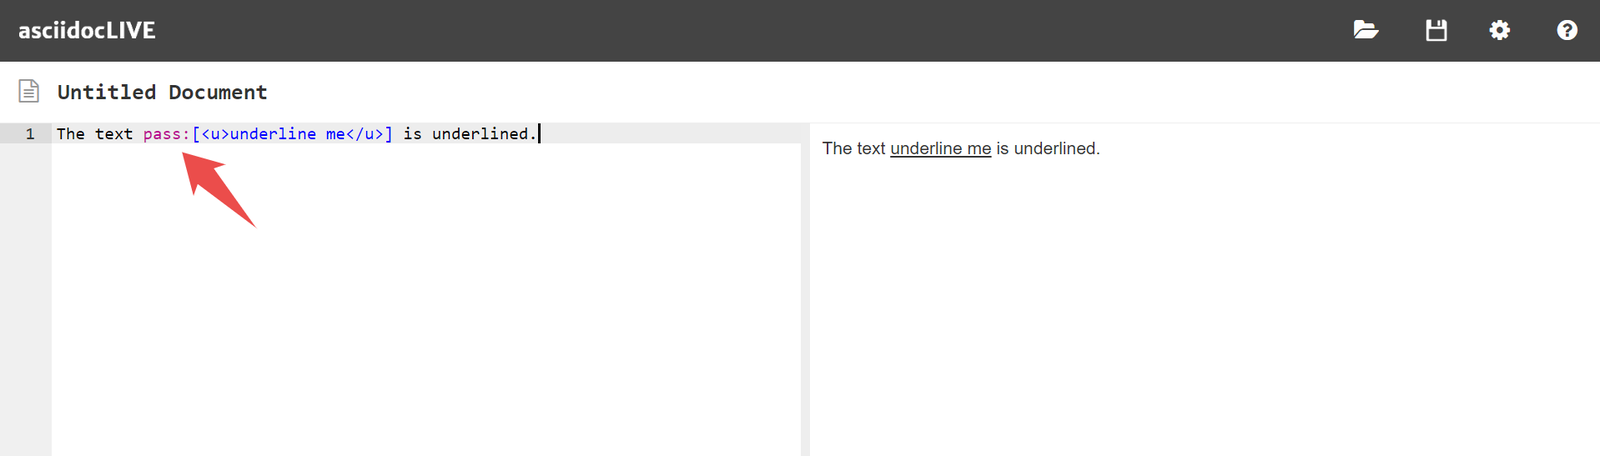 asciidocLIVE
Untitled Document
1 The text pass:[<u>underline me</u>] is underlined.
The text underline me is underlined.